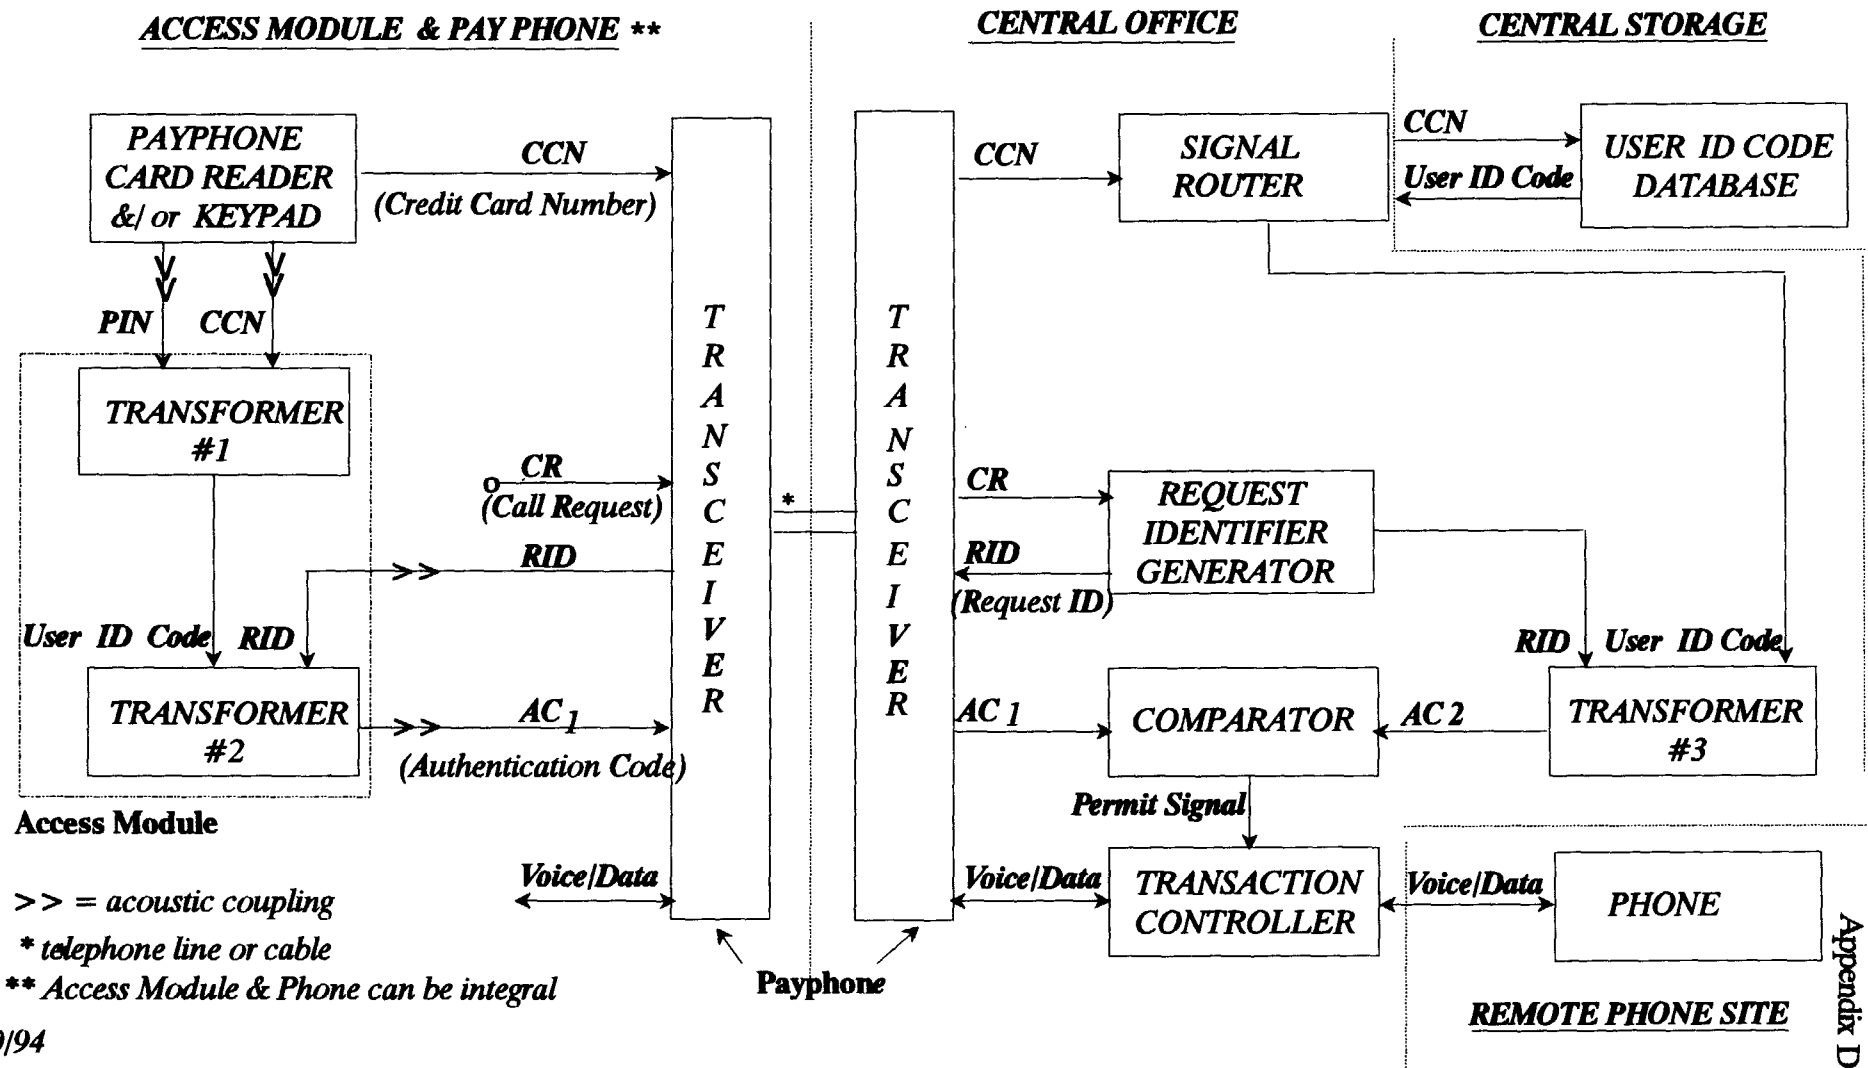 ACCESS MODULE & PAY PHONE **
CENTRAL OFFICE
CENTRAL STORAGE
PAYPHONE
CARD READER
&/ or KEYPAD
CCN
(Credit Card Number)
CCN
SIGNAL
ROUTER
CCN
User ID Code
USER ID CODE
DATABASE
PIN
CCN
TRANSFORMER
#1
TRANSCEIVER
TRANSCEIVER
CR
(Call Request)
*
CR
REQUEST
IDENTIFIER
GENERATOR
RID
RID
(Request ID)
User ID Code
RID
RID
User ID Code
TRANSFORMER
#2
AC1
(Authentication Code)
AC 1
COMPARATOR
AC 2
TRANSFORMER
#3
Access Module
Permit Signal
Voice/Data
Voice/Data
TRANSACTION
CONTROLLER
Voice/Data
PHONE
>> = acoustic coupling
* telephone line or cable
** Access Module & Phone can be integral
Payphone
REMOTE PHONE SITE
Appendix D
/94